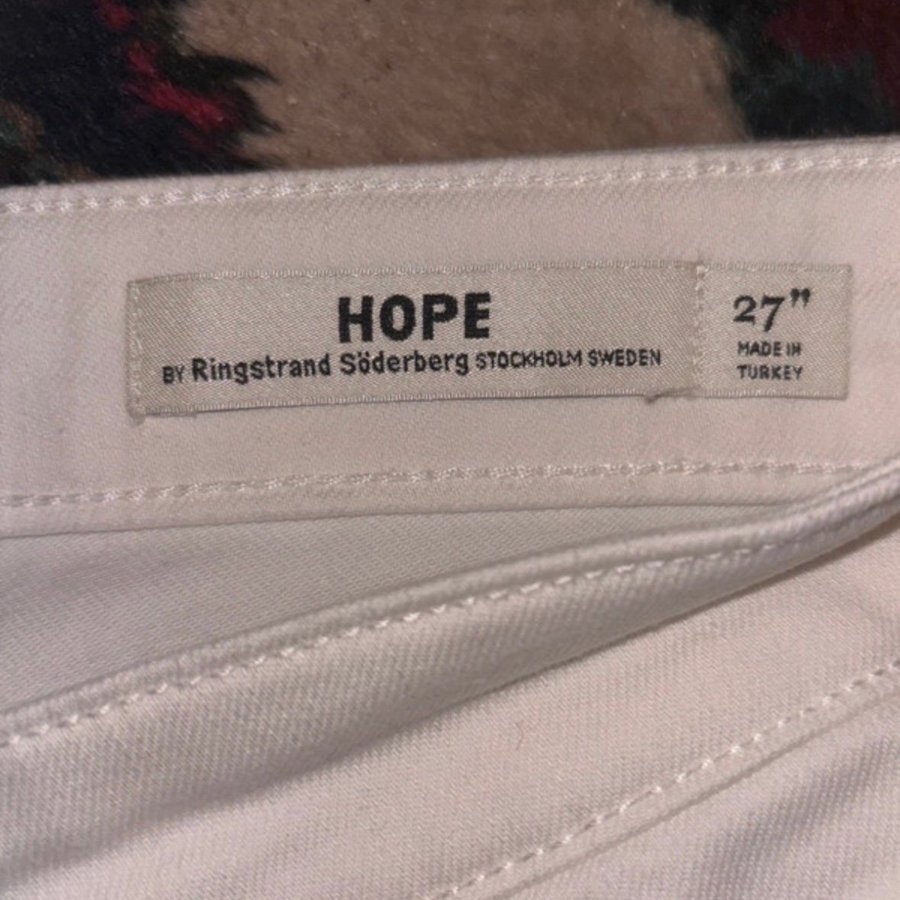 HOPE
BY Ringstrand Söderberg STOCKHOLM SWEDEN
27"
MADE IN
TURKEY